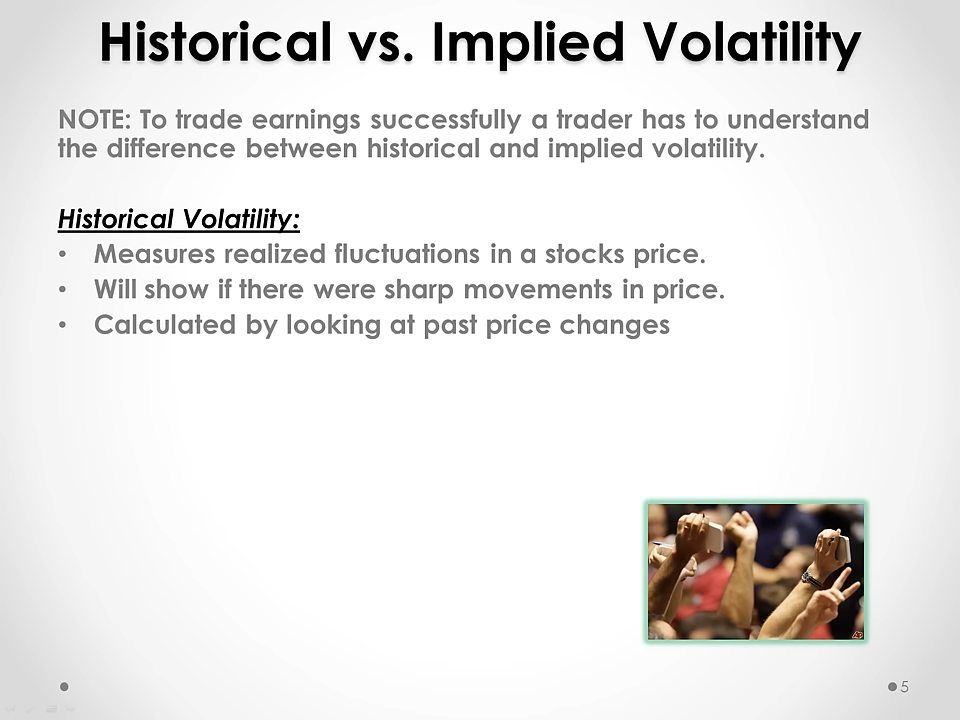 Historical vs. Implied Volatility
NOTE: To trade earnings successfully a trader has to understand
the difference between historical and implied volatility.
Historical Volatility:
• Measures realized fluctuations in a stocks price.
• Will show if there were sharp movements in price.
• Calculated by looking at past price changes
5